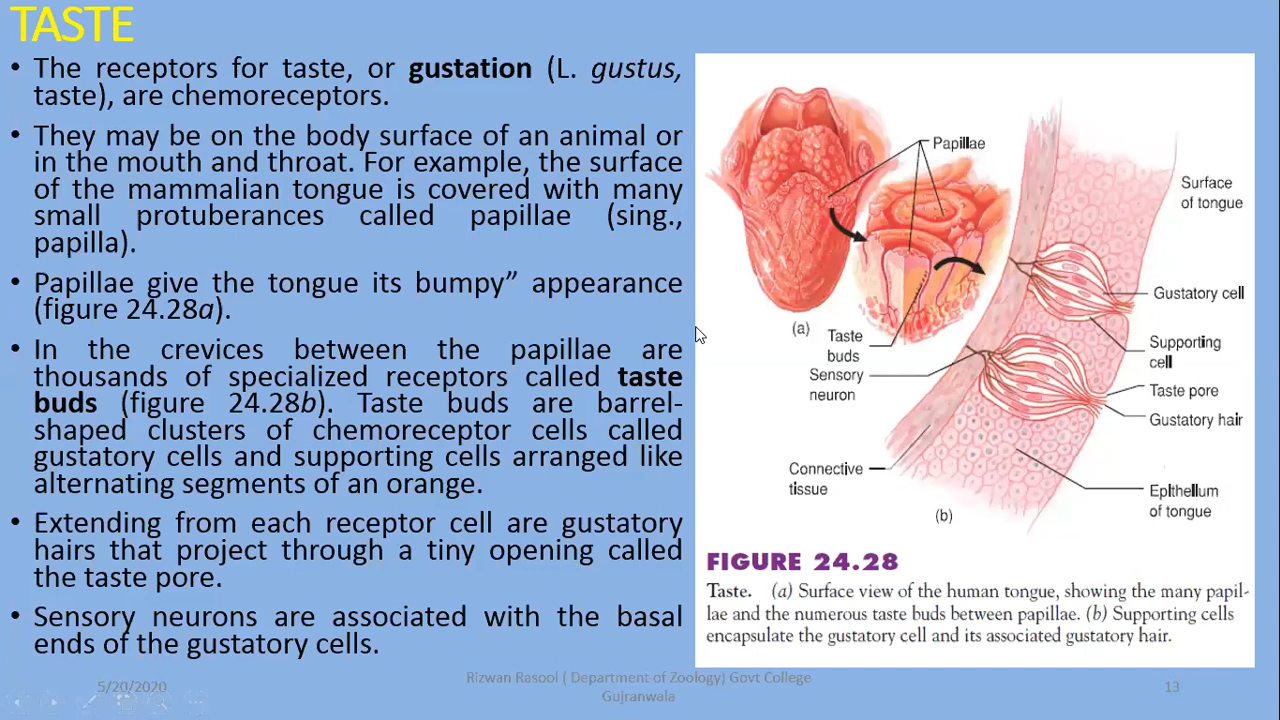 TASTE
• The receptors for taste, or gustation (L. gustus,
taste), are chemoreceptors.
• They may be on the body surface of an animal or
in the mouth and throat. For example, the surface
of the mammalian tongue is covered with many
small protuberances called papillae (sing.,
papilla).
• Papillae give the tongue its bumpy” appearance
(figure 24.28a).
• In the crevices between the papillae are
thousands of specialized receptors called taste
buds (figure 24.28b). Taste buds are barrel-
shaped clusters of chemoreceptor cells called
gustatory cells and supporting cells arranged like
alternating segments of an orange.
• Extending from each receptor cell are gustatory
hairs that project through a tiny opening called
the taste pore.
• Sensory neurons are associated with the basal
ends of the gustatory cells.
Papillae
Surface
of tongue
Gustatory cell
(a)
Taste
buds
Supporting
cell
Sensory
neuron
Taste pore
Gustatory hair
Connective
tissue
Epithelium
of tongue
(b)
FIGURE 24.28
Taste. (a) Surface view of the human tongue, showing the many papil-
lae and the numerous taste buds between papillae. (b) Supporting cells
encapsulate the gustatory cell and its associated gustatory hair.
5/20/2020
Rizwan Rasool ( Department of Zoology) Govt College
Gujranwala
13